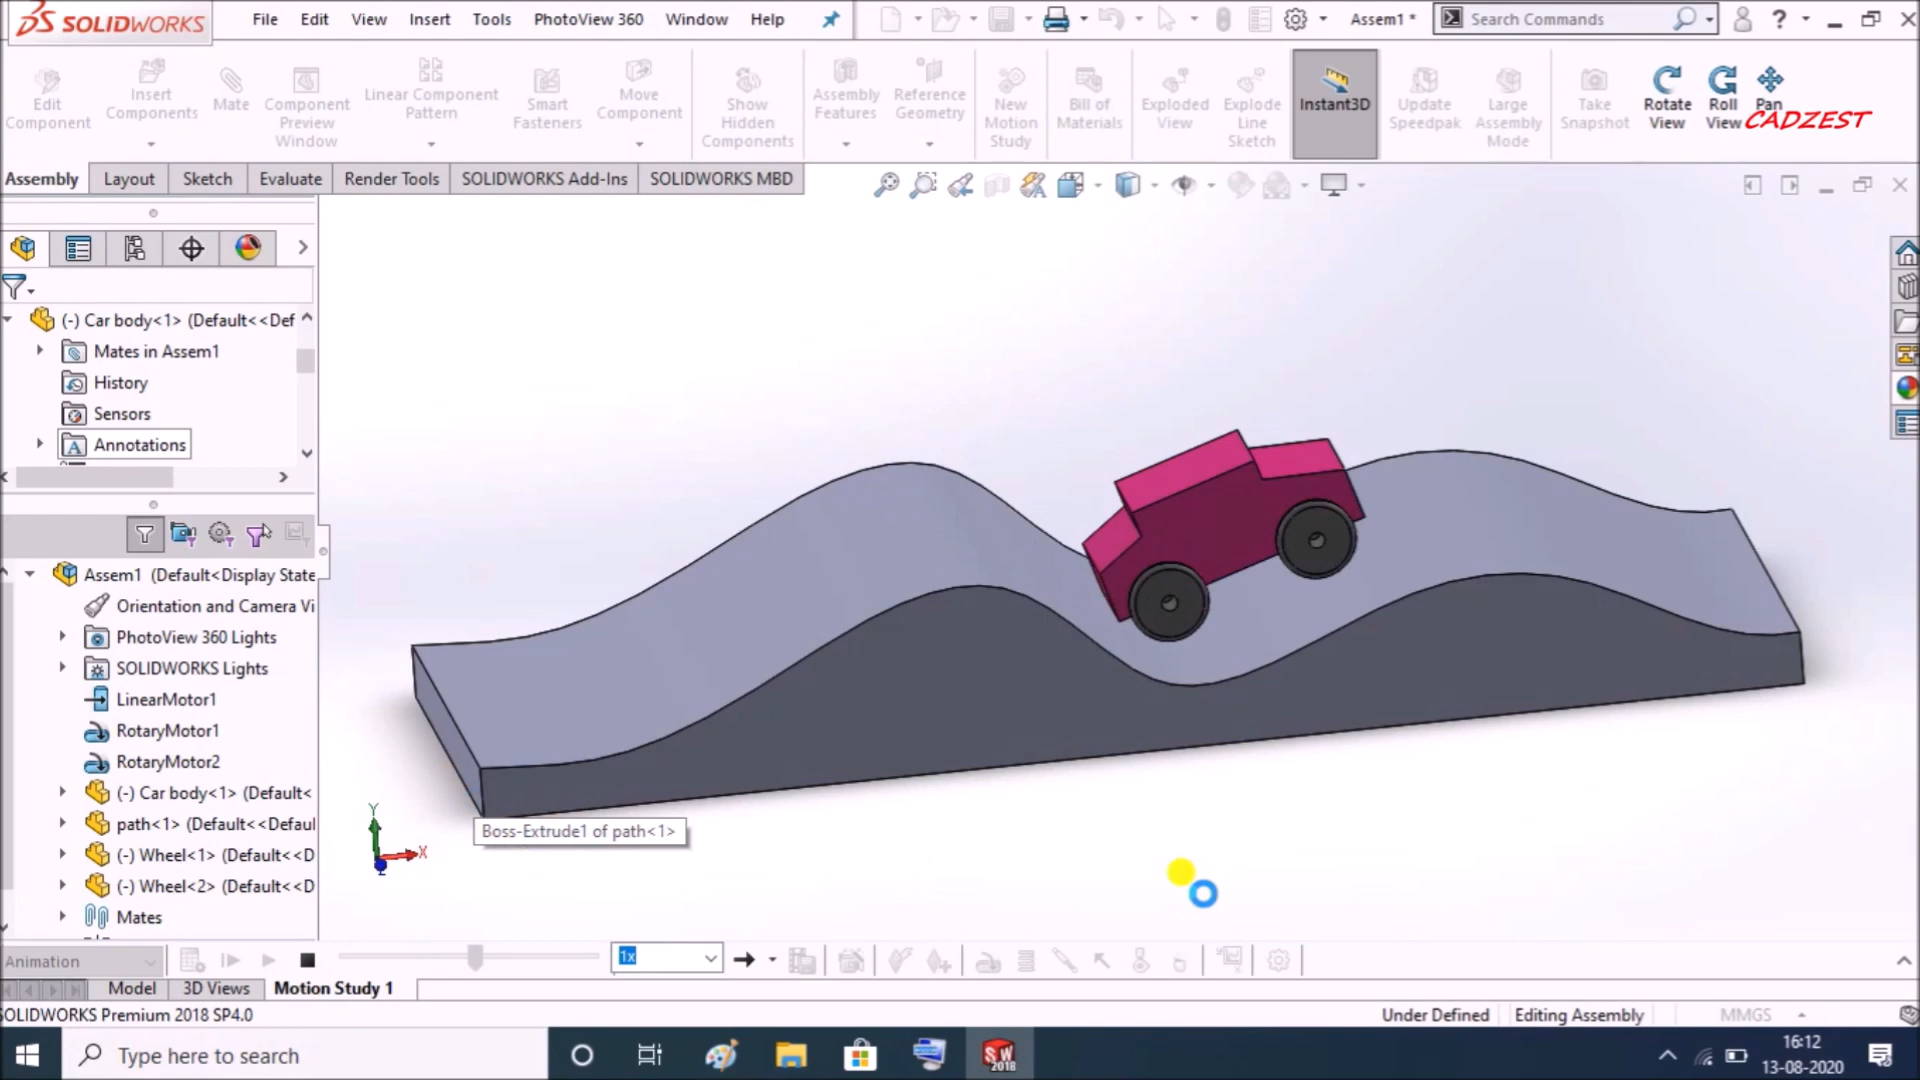 SOLIDWORKS
File Edit View Insert Tools PhotoView 360 Window Help
Assem1 *
Search Commands
?
Edit Component
Insert Components
Mate
Component Preview Window
Linear Component Pattern
Smart Fasteners
Move Component
Show Hidden Components
Assembly Features
Reference Geometry
New Motion Study
Bill of Materials
Exploded View
Explode Line Sketch
Instant3D
Update Speedpak
Large Assembly Mode
Take Snapshot
Rotate View
Roll View
Pan
CADZEST
Assembly Layout Sketch Evaluate Render Tools SOLIDWORKS Add-Ins SOLIDWORKS MBD
(-) Car body<1> (Default<<Def
Mates in Assem1
History
Sensors
Annotations
Assem1 (Default<Display State
Orientation and Camera Vi
PhotoView 360 Lights
SOLIDWORKS Lights
LinearMotor1
RotaryMotor1
RotaryMotor2
(-) Car body<1> (Default<
path<1> (Default<<Defaul
(-) Wheel<1> (Default<<D
(-) Wheel<2> (Default<<D
Mates
Boss-Extrude1 of path<1>
Y
X
Z
Animation
1x
Model 3D Views Motion Study 1
SOLIDWORKS Premium 2018 SP4.0
Under Defined Editing Assembly MMGS
Type here to search
SW 2018
16:12
13-08-2020